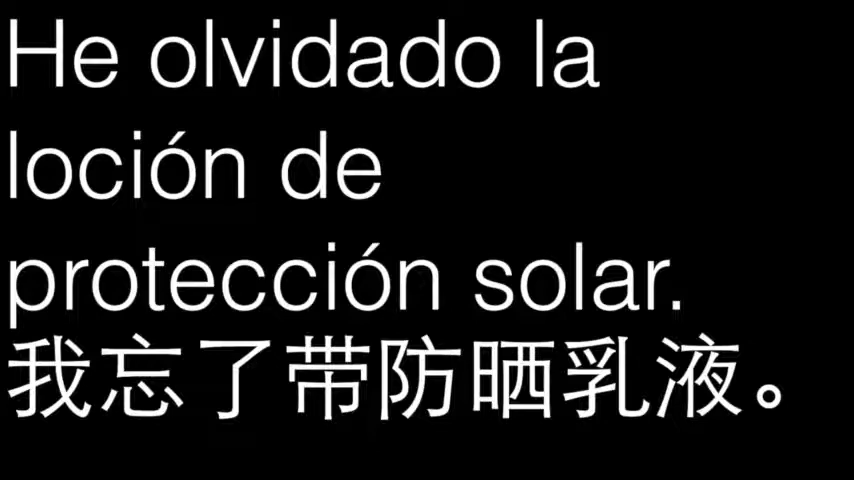 He olvidado la
loción de
protección solar.
我忘了带防晒乳液。